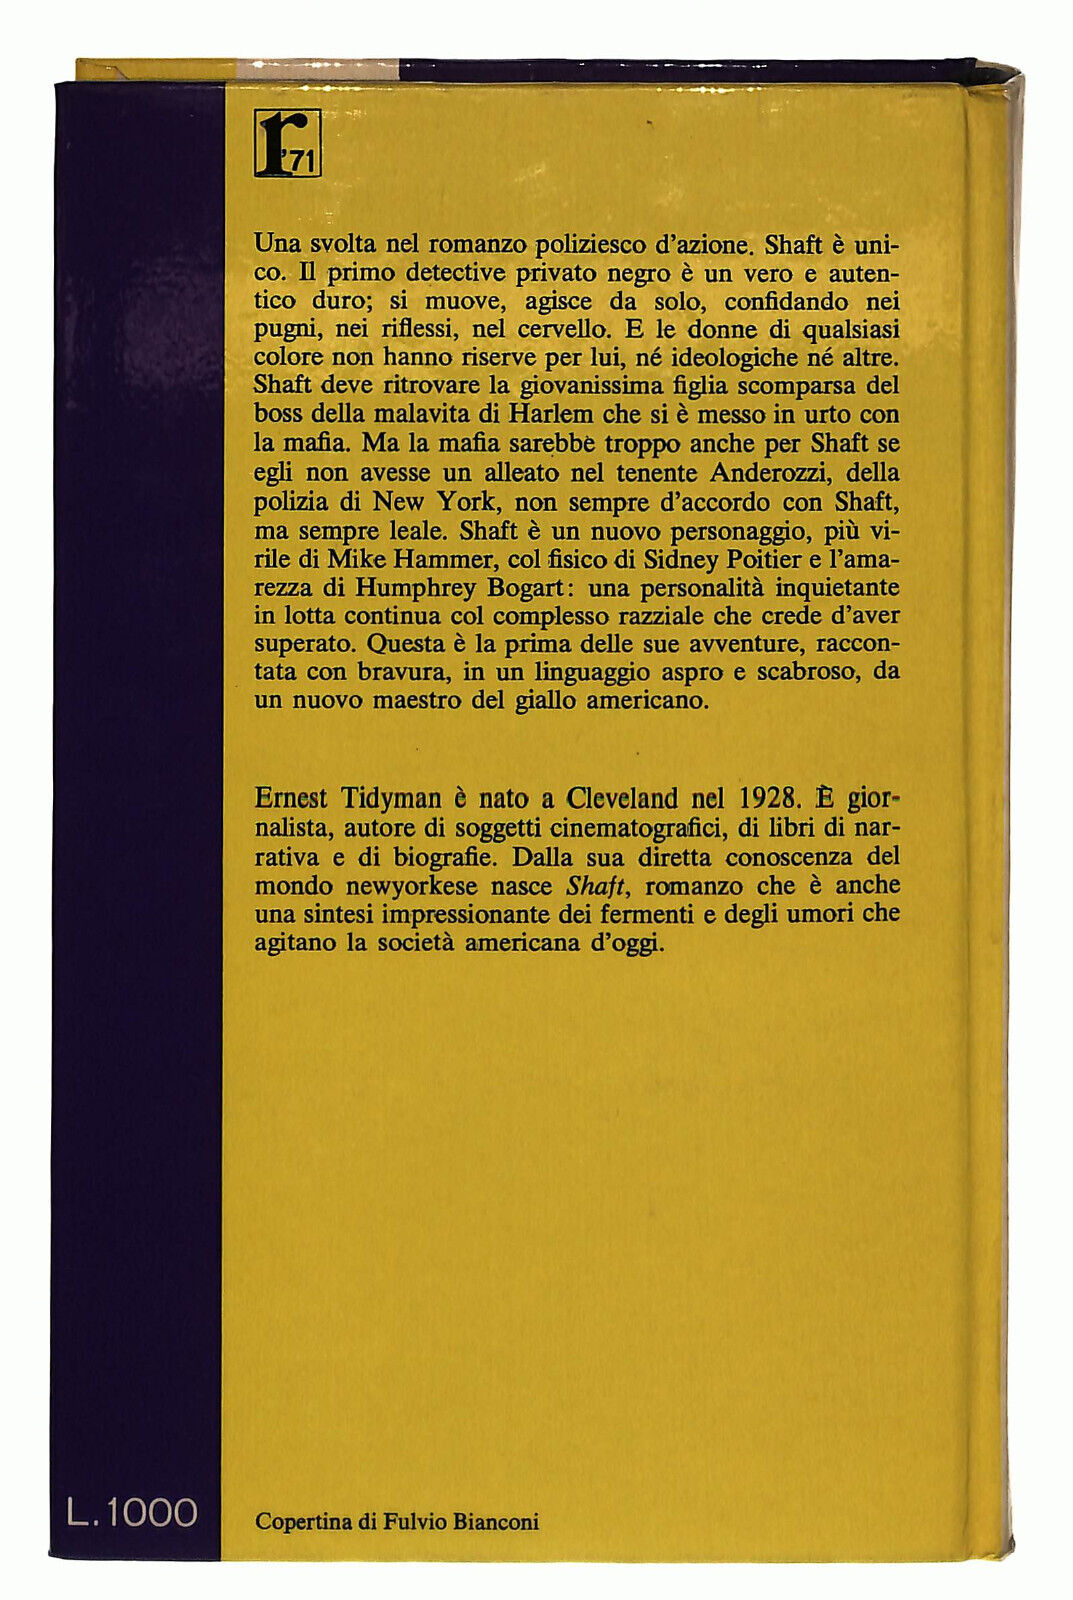 r'71
Una svolta nel romanzo poliziesco d'azione. Shaft è uni-
co. Il primo detective privato negro è un vero e auten-
tico duro; si muove, agisce da solo, confidando nei
pugni, nei riflessi, nel cervello. E le donne di qualsiasi
colore non hanno riserve per lui, né ideologiche né altre.
Shaft deve ritrovare la giovanissima figlia scomparsa del
boss della malavita di Harlem che si è messo in urto con
la mafia. Ma la mafia sarebbe troppo anche per Shaft se
egli non avesse un alleato nel tenente Anderozzi, della
polizia di New York, non sempre d'accordo con Shaft,
ma sempre leale. Shaft è un nuovo personaggio, più vi-
rile di Mike Hammer, col fisico di Sidney Poitier e l'ama-
rezza di Humphrey Bogart: una personalità inquietante
in lotta continua col complesso razziale che crede d'aver
superato. Questa è la prima delle sue avventure, raccon-
tata con bravura, in un linguaggio aspro e scabroso, da
un nuovo maestro del giallo americano.
Ernest Tidyman è nato a Cleveland nel 1928. È gior-
nalista, autore di soggetti cinematografici, di libri di nar-
rativa e di biografie. Dalla sua diretta conoscenza del
mondo newyorkese nasce Shaft, romanzo che è anche
una sintesi impressionante dei fermenti e degli umori che
agitano la società americana d'oggi.
L.1000
Copertina di Fulvio Bianconi